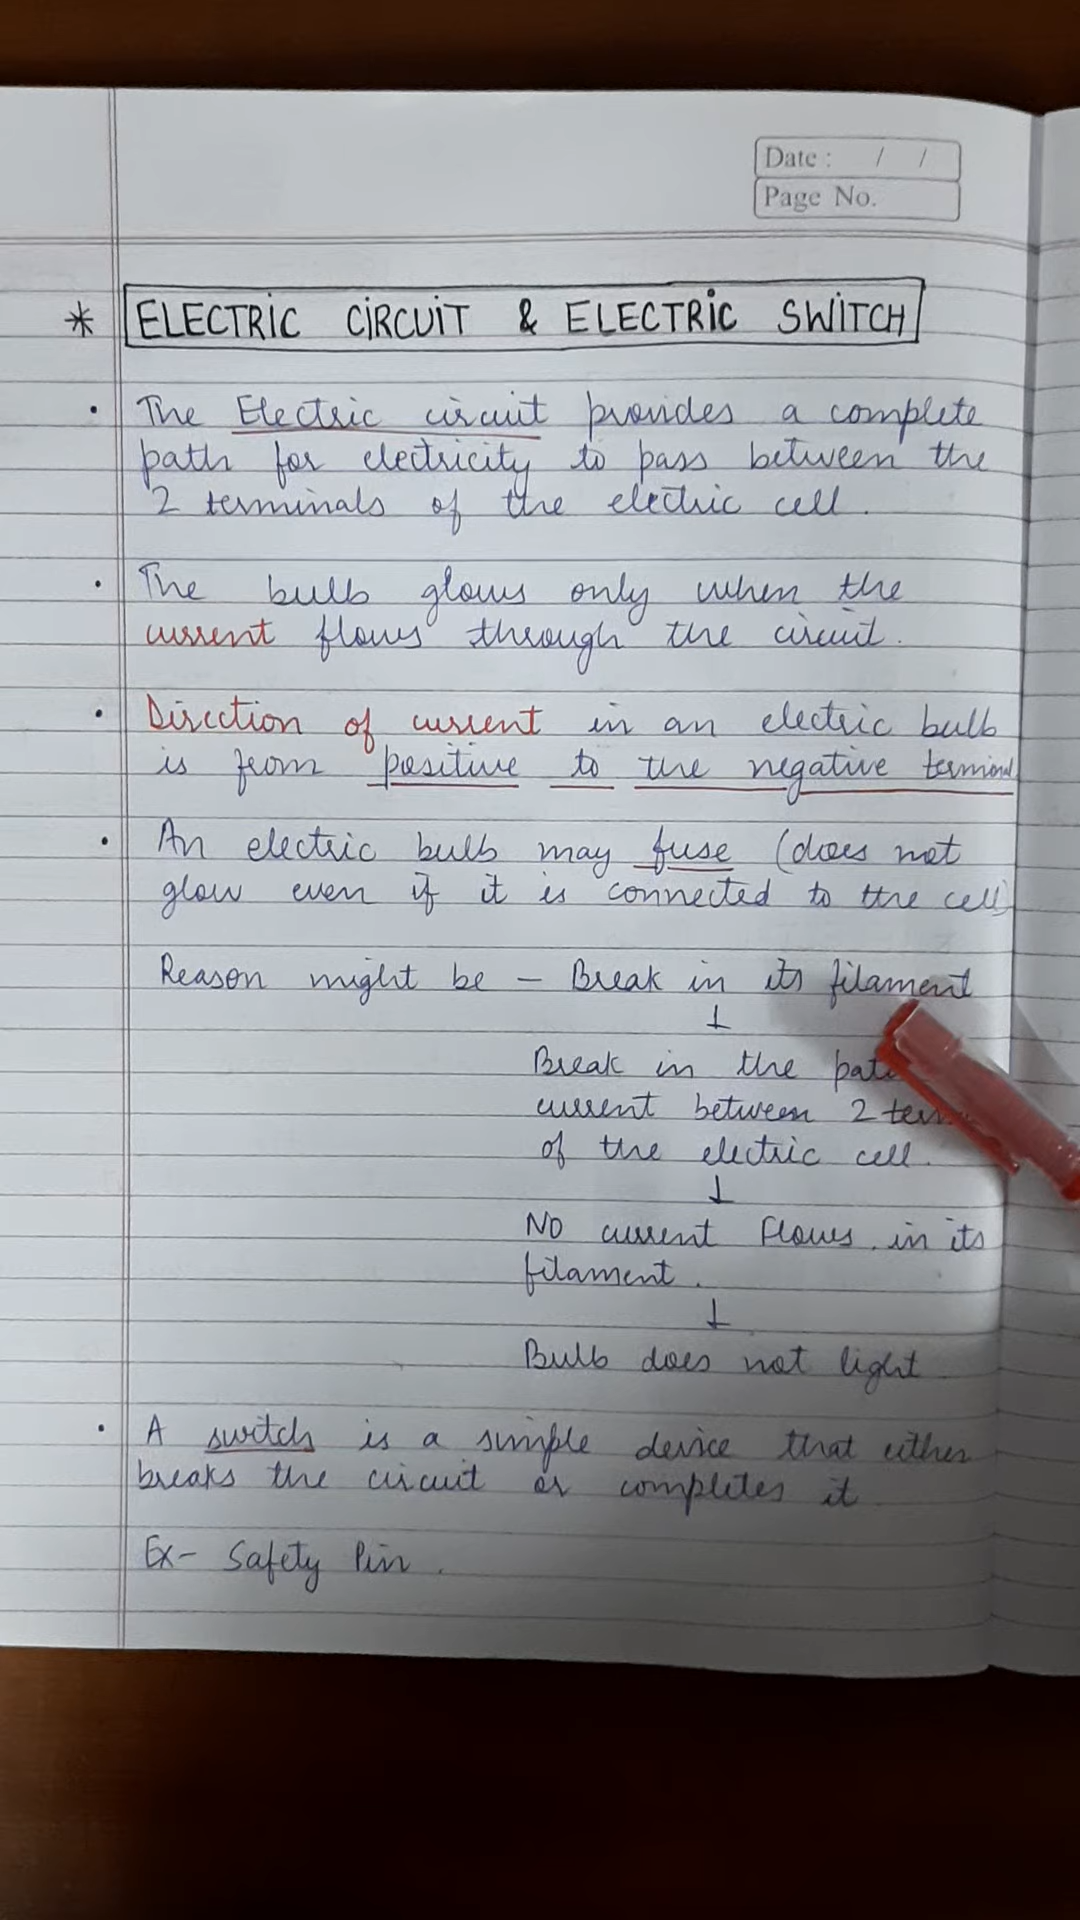 Date : / /
Page No.
* ELECTRIC CIRCUIT & ELECTRIC SWITCH
• The Electric circuit provides a complete
path for electricity to pass between the
2 terminals of the electric cell.
• The bulb glows only when the
current flows through the circuit.
• Direction of current in an electric bulb
is from positive to the negative terminal
• An electric bulb may fuse (does not
glow even if it is connected to the cell)
Reason might be – Break in its filament
↓
Break in the
current between 2
of the electric cell.
↓
No current flows in its
filament.
↓
Bulb does not light
• A switch is a simple device that either
breaks the circuit or completes it
Ex- Safety Pin.